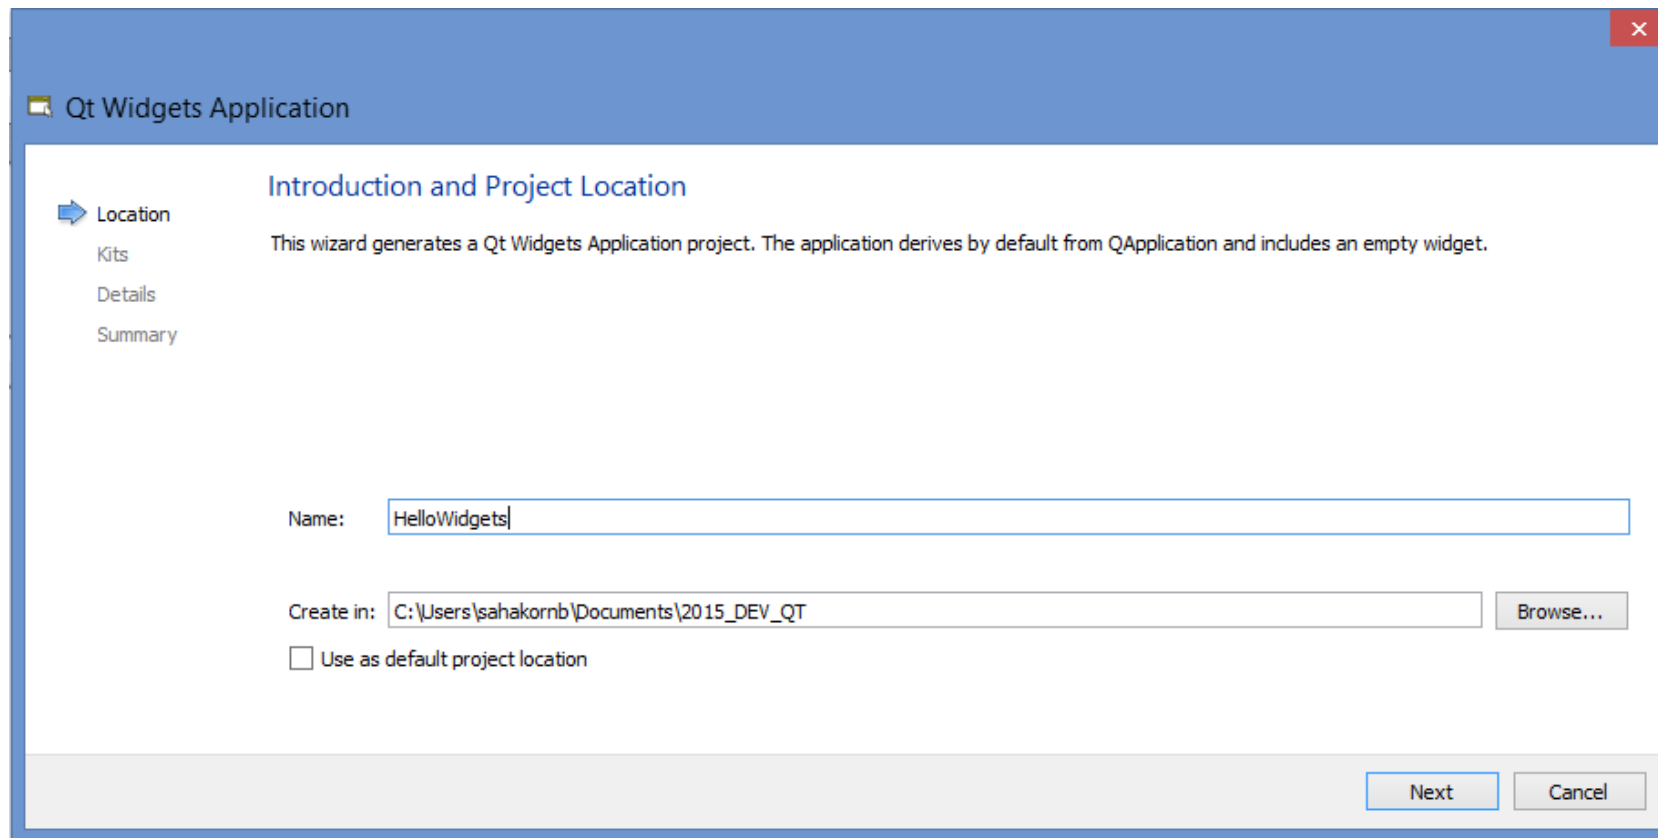 Qt Widgets Application
Location
Kits
Details
Summary
Introduction and Project Location
This wizard generates a Qt Widgets Application project. The application derives by default from QApplication and includes an empty widget.
Name: HelloWidgets
Create in: C:\Users\sahakornb\Documents\2015_DEV_QT Browse...
Use as default project location
Next Cancel